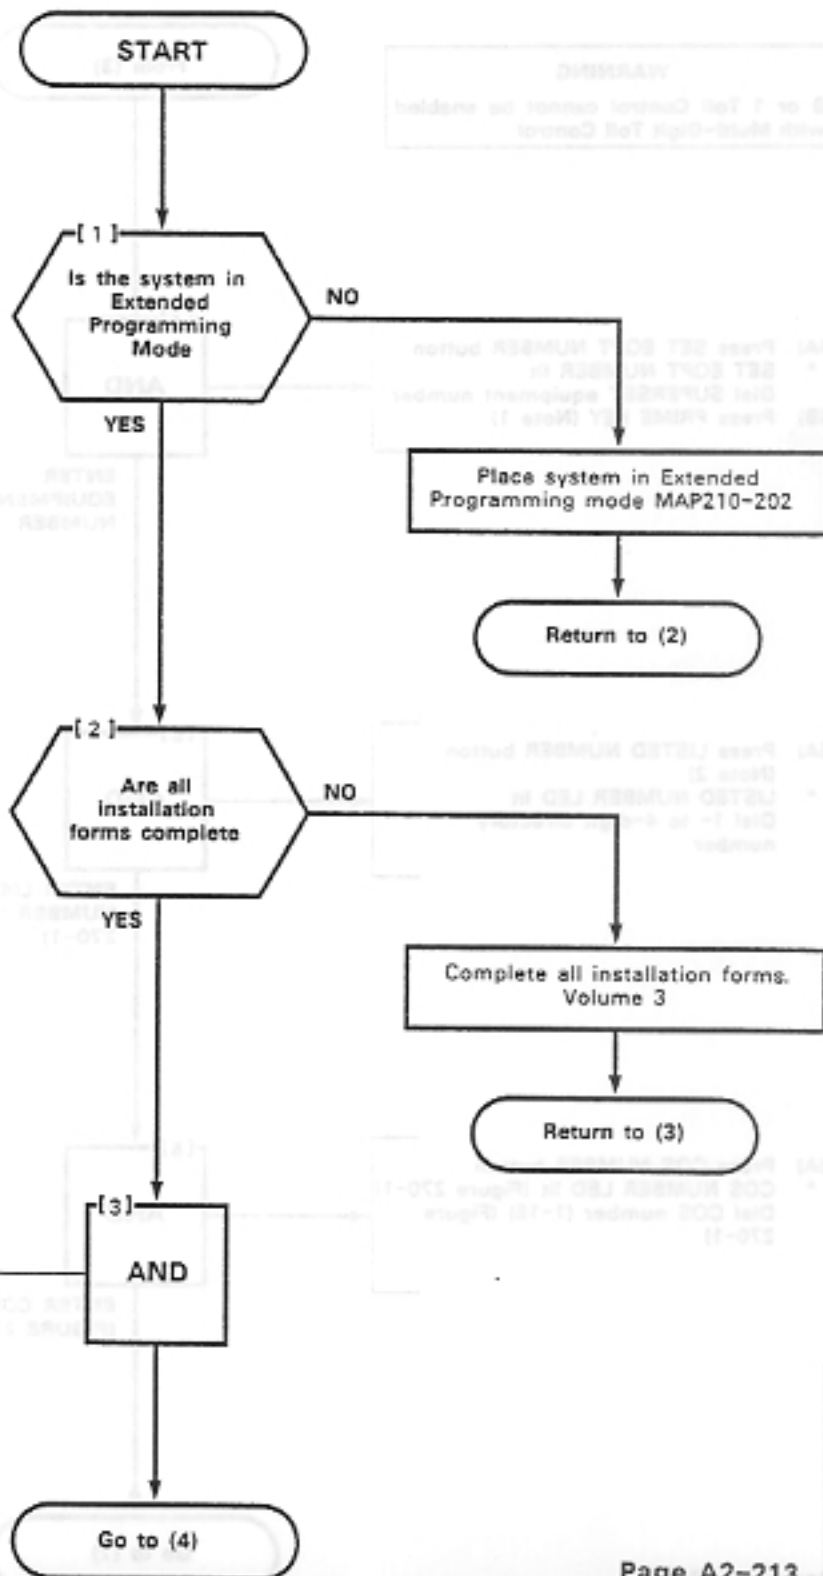 START
[ 1 ]
Is the system in
Extended
Programming
Mode
NO
YES
Place system in Extended
Programming mode MAP210-202
Return to (2)
[ 2 ]
Are all
installation
forms complete
NO
YES
Complete all installation forms.
Volume 3
Return to (3)
[3]
AND
Go to (4)
Page A2-213